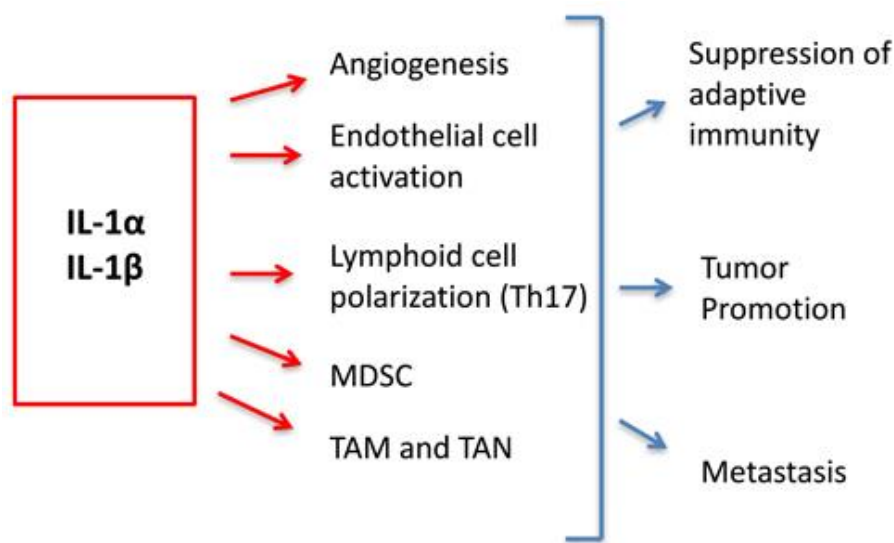 IL-1α
IL-1β
Angiogenesis
Endothelial cell
activation
Lymphoid cell
polarization (Th17)
MDSC
TAM and TAN
Suppression of
adaptive
immunity
Tumor
Promotion
Metastasis